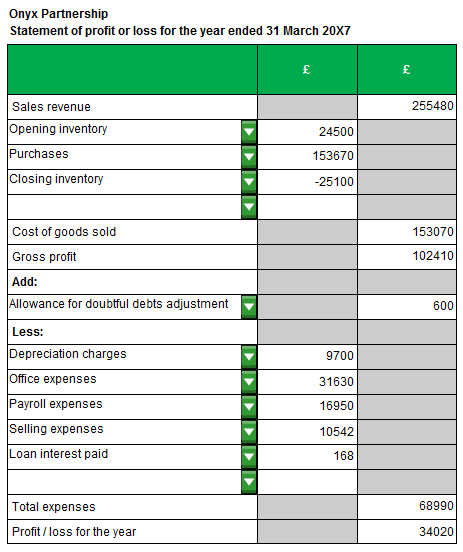 Onyx Partnership
Statement of profit or loss for the year ended 31 March 20X7
£ £
Sales revenue 255480
Opening inventory 24500
Purchases 153670
Closing inventory -25100
Cost of goods sold 153070
Gross profit 102410
Add:
Allowance for doubtful debts adjustment 600
Less:
Depreciation charges 9700
Office expenses 31630
Payroll expenses 16950
Selling expenses 10542
Loan interest paid 168
Total expenses 68990
Profit / loss for the year 34020